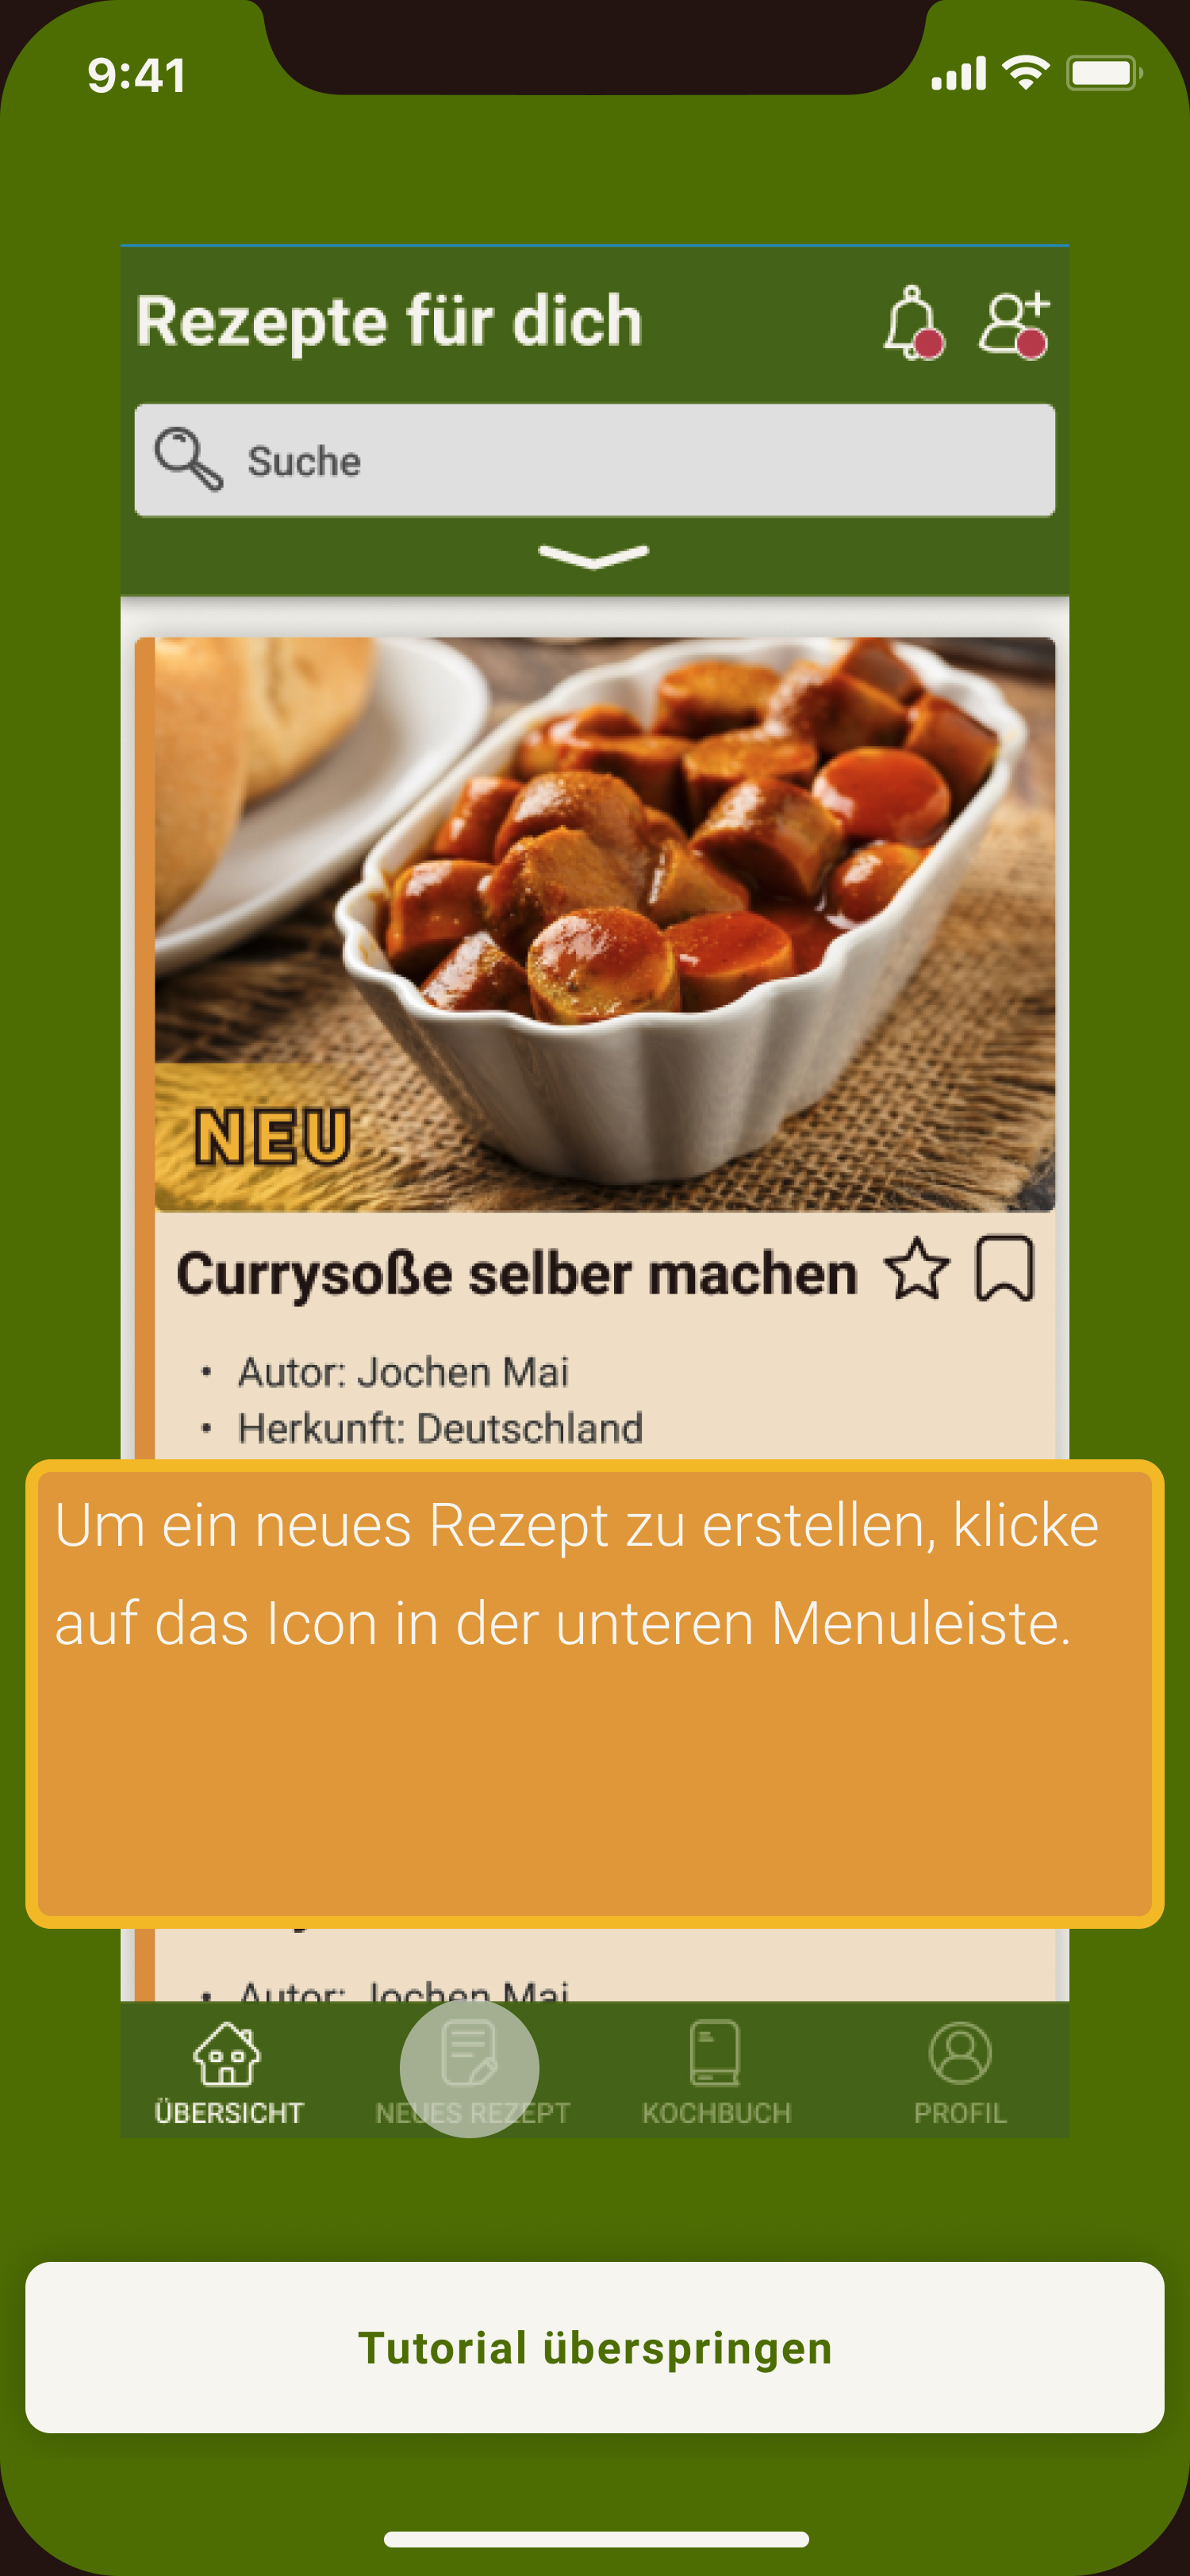 9:41
Rezepte für dich
Suche
NEU
Currysoße selber machen
• Autor: Jochen Mai
• Herkunft: Deutschland
Um ein neues Rezept zu erstellen, klicke
auf das Icon in der unteren Menuleiste.
• Autor: Jochen Mai
ÜBERSICHT NEUES REZEPT KOCHBUCH PROFIL
Tutorial überspringen